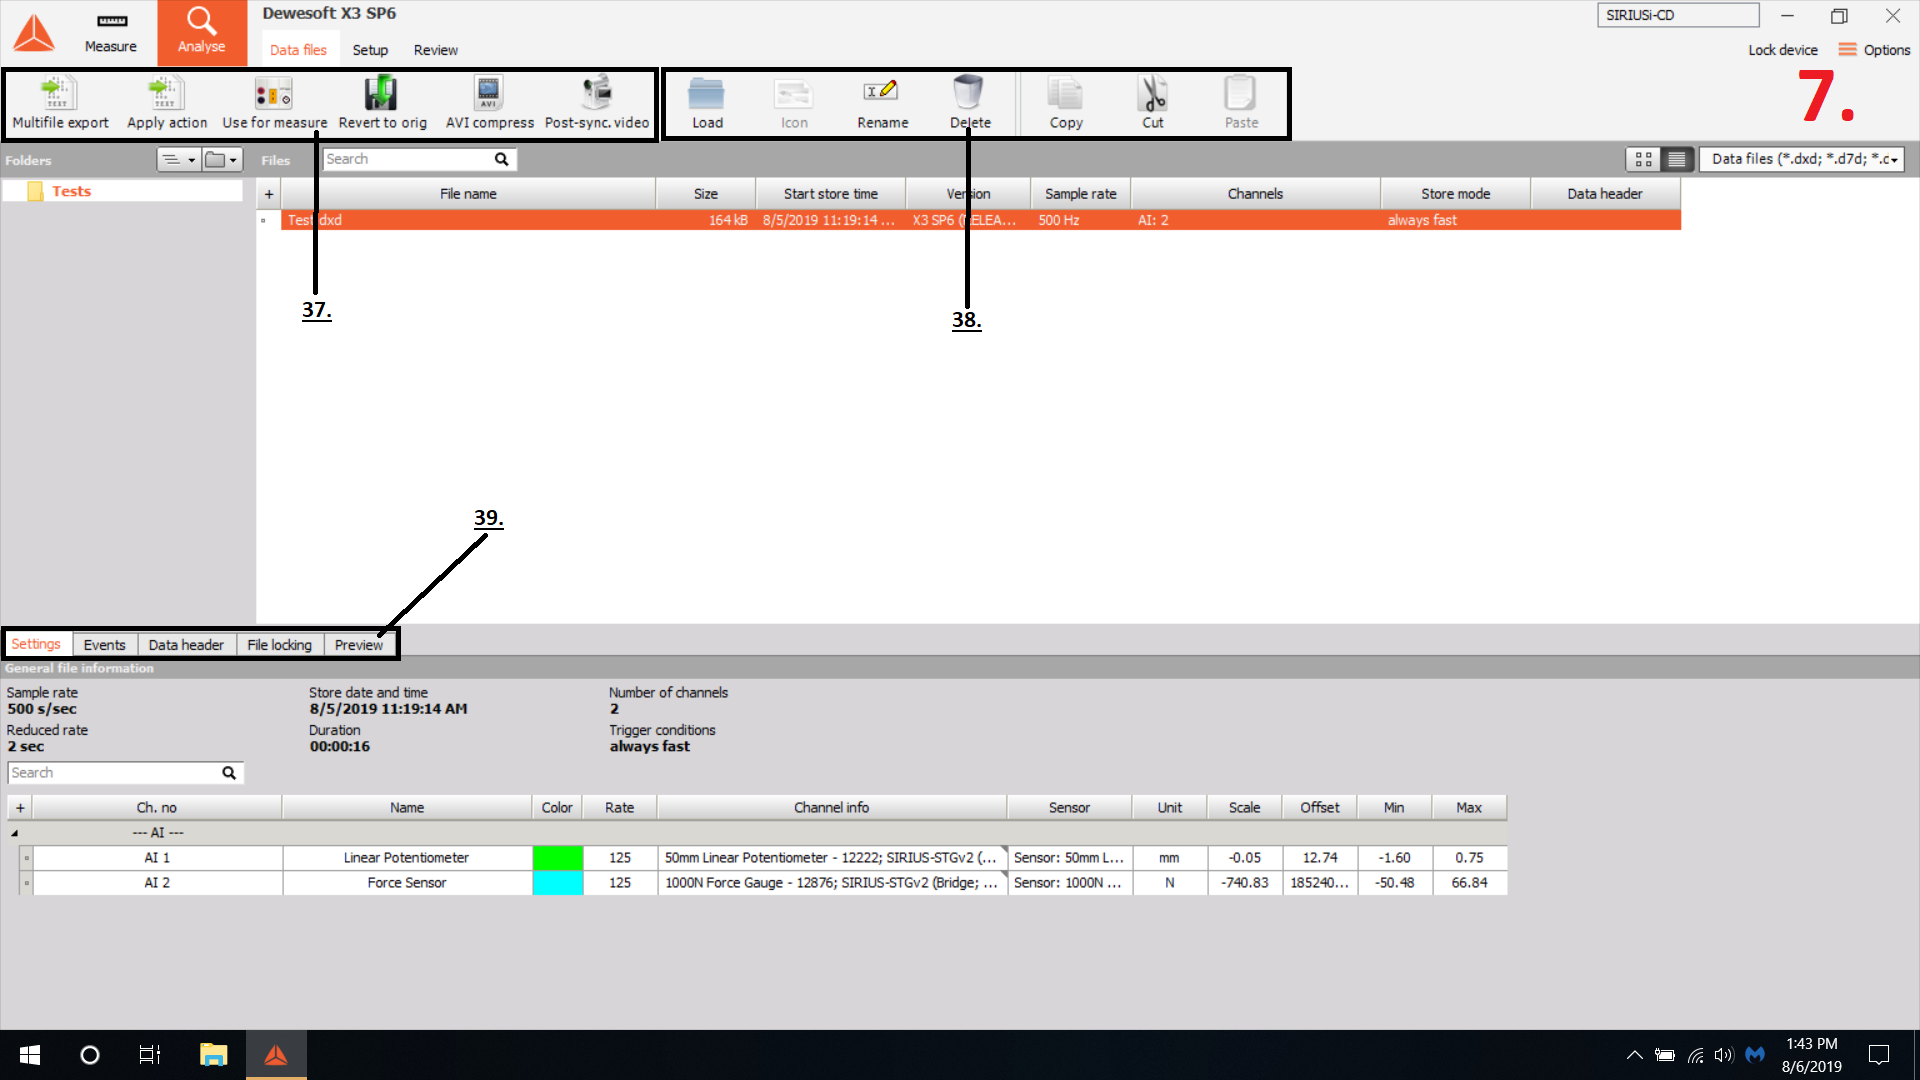 Dewesoft X3 SP6
SIRIUSi-CD
Measure
Analyse
Data files Setup Review
Lock device Options
7.
Multifile export Apply action Use for measure Revert to orig AVI compress Post-sync. video
Load Icon Rename Delete Copy Cut Paste
Folders
Files Search
Data files (*.dxd; *.d7d; *.c
Tests
+ File name Size Start store time Version Sample rate Channels Store mode Data header
164 kB 8/5/2019 11:19:14 ... X3 SP6 ( 500 Hz AI: 2 always fast
37.
38.
39.
Settings Events Data header File locking Preview
General file information
Sample rate Store date and time Number of channels
500 s/sec 8/5/2019 11:19:14 AM 2
Reduced rate Duration Trigger conditions
2 sec 00:00:16 always fast
Search
+ Ch. no Name Color Rate Channel info Sensor Unit Scale Offset Min Max
--- AI ---
AI 1 Linear Potentiometer 125 50mm Linear Potentiometer - 12222; SIRIUS-STGv2 (... Sensor: 50mm L... mm -0.05 12.74 -1.60 0.75
AI 2 Force Sensor 125 1000N Force Gauge - 12876; SIRIUS-STGv2 (Bridge; ... Sensor: 1000N ... N -740.83 185240... -50.48 66.84
1:43 PM
8/6/2019